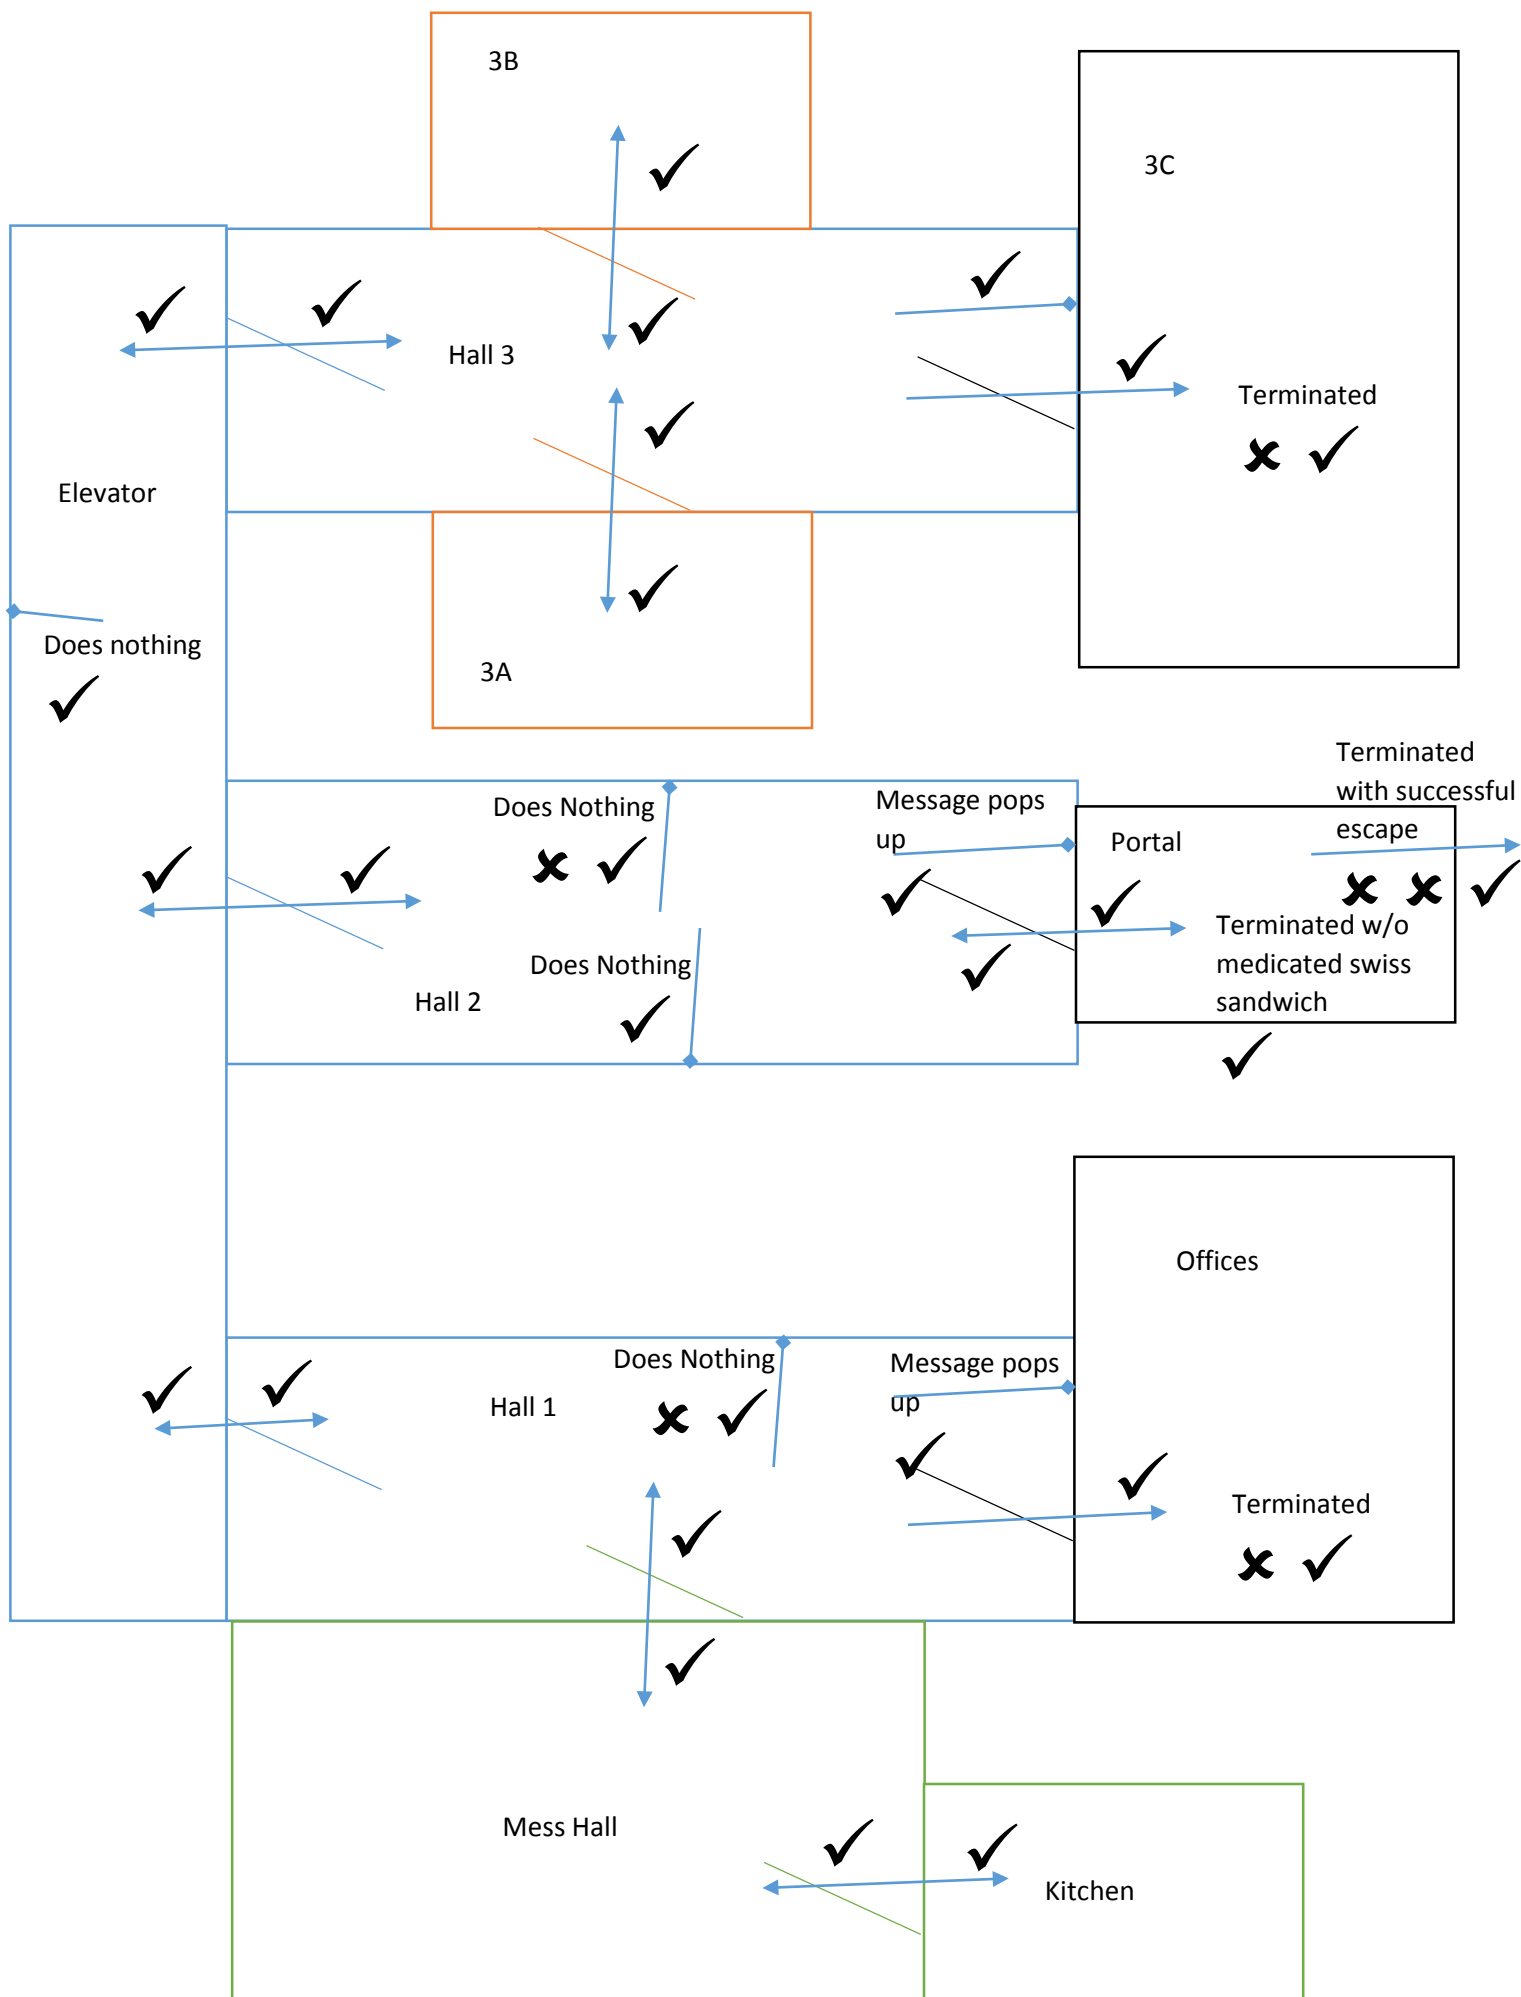 3B
3C
Hall 3
Terminated
Elevator
Does nothing
3A
Terminated
with successful
escape
Does Nothing
Message pops
up
Portal
Terminated w/o
medicated swiss
sandwich
Does Nothing
Hall 2
Offices
Does Nothing
Message pops
up
Hall 1
Terminated
Mess Hall
Kitchen